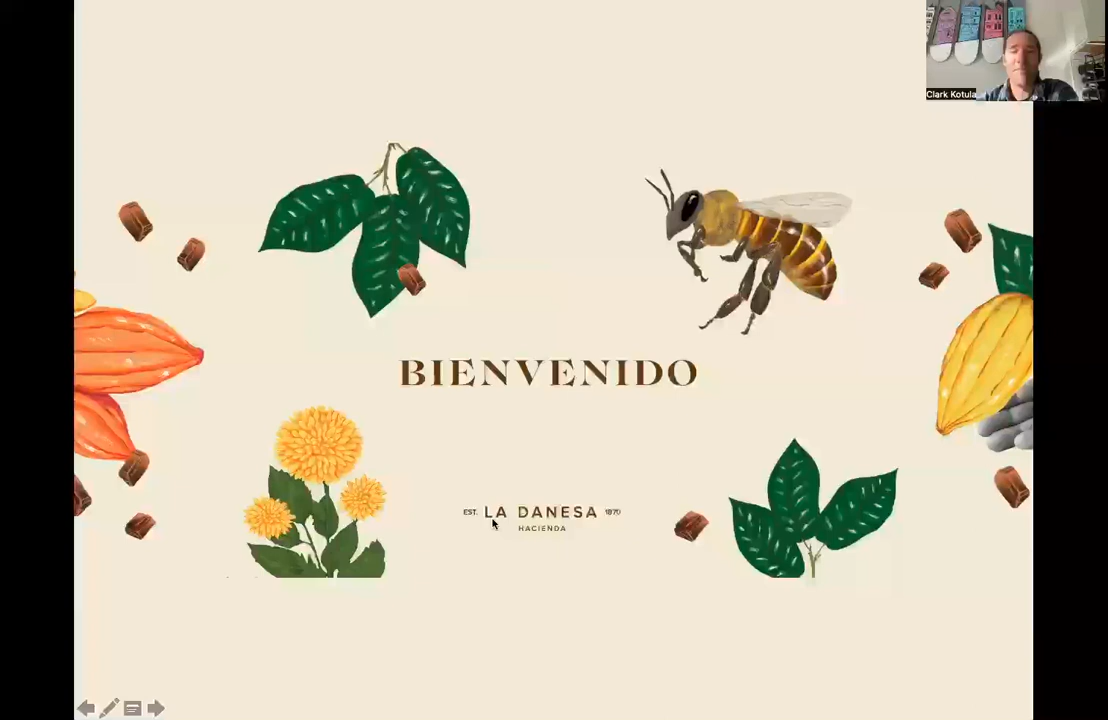 Clark Kotula
BIENVENIDO
EST. LA DANESA 1870
HACIENDA